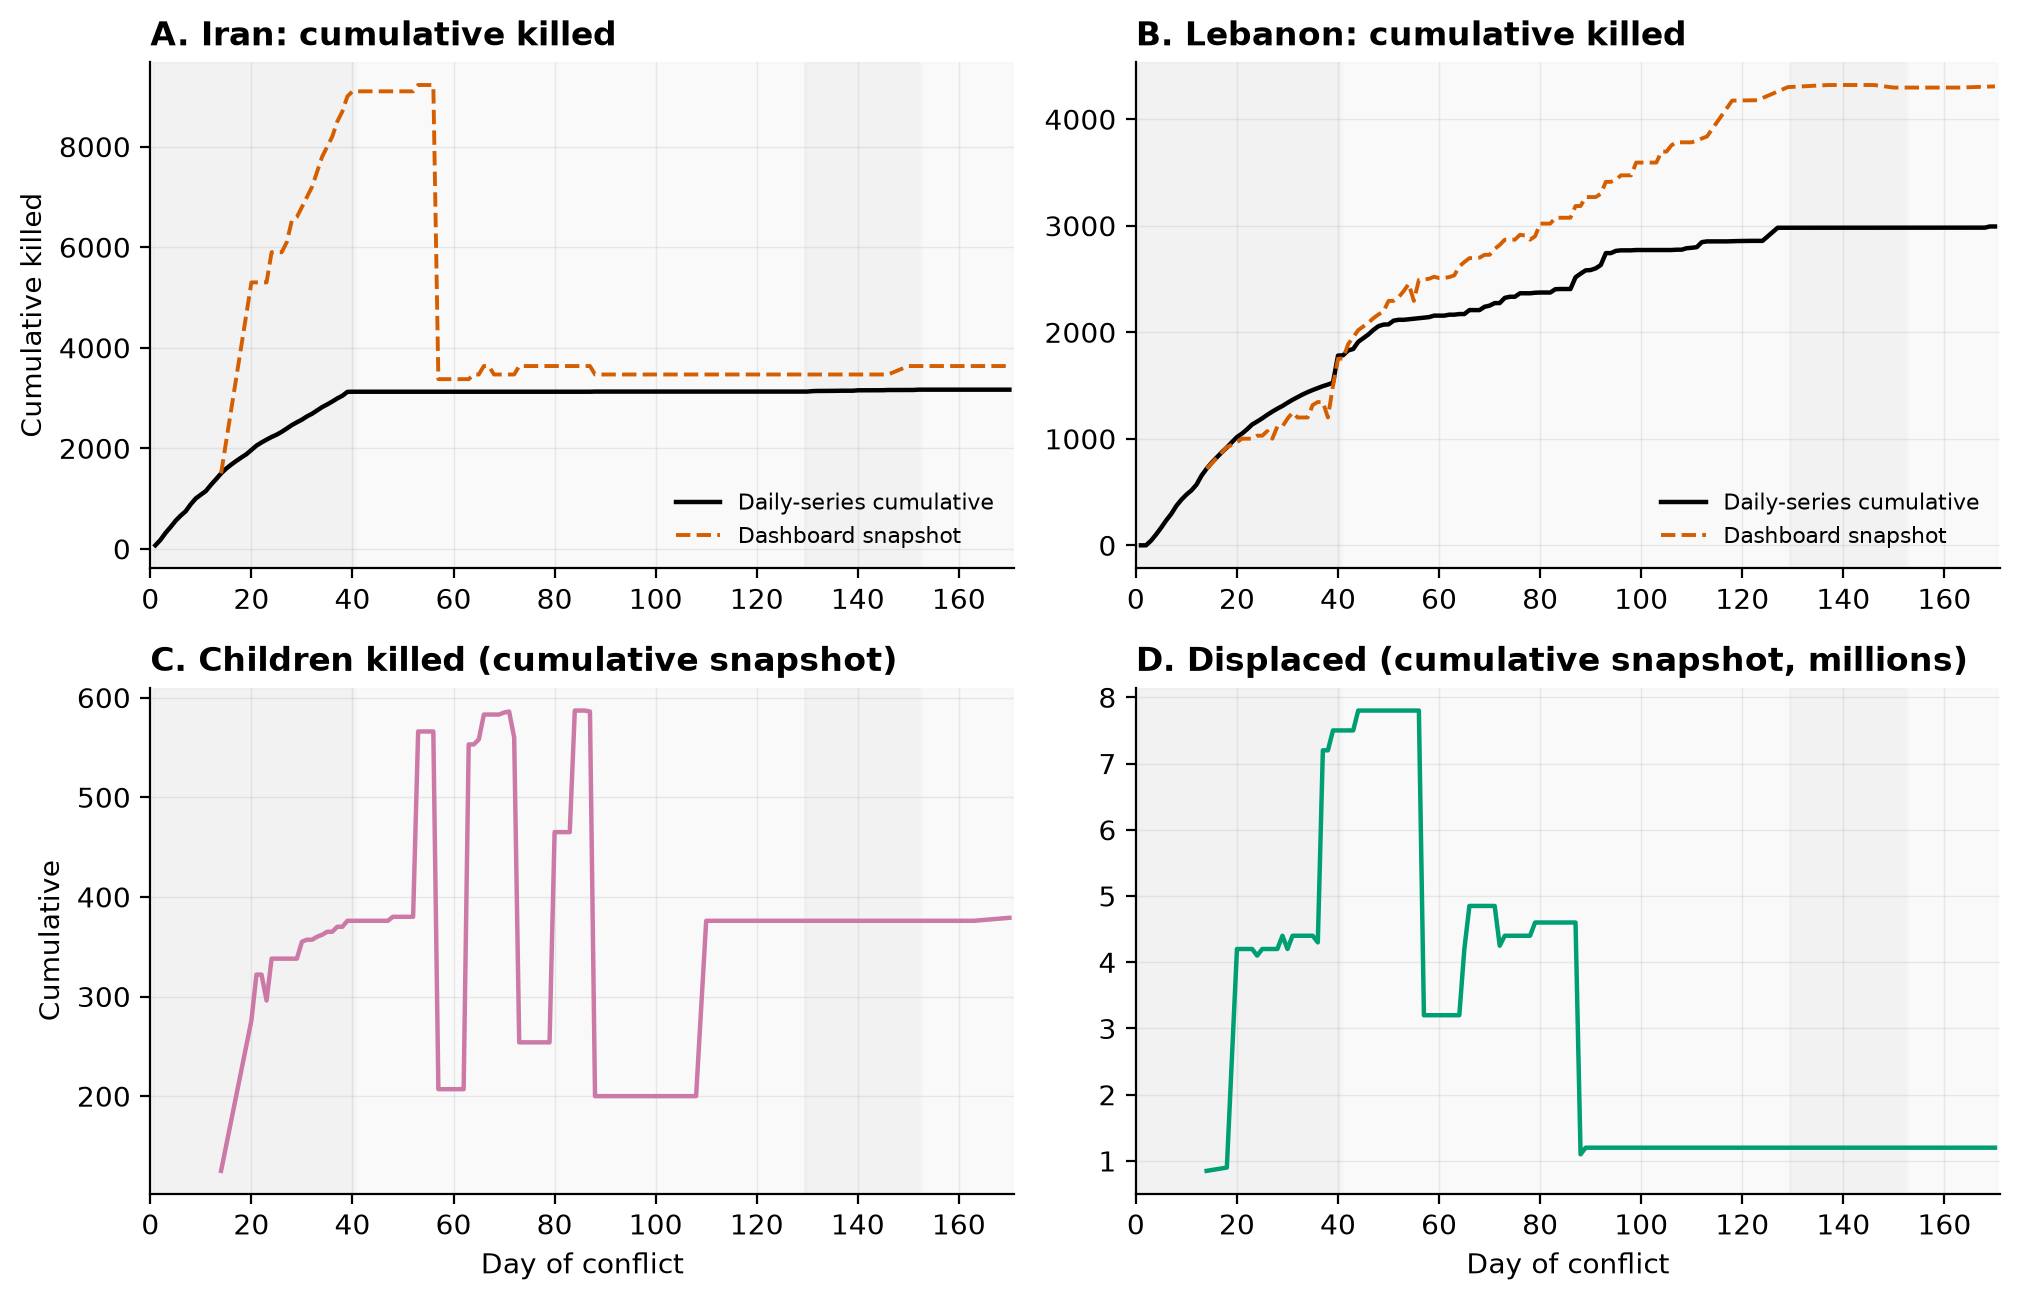 A. Iran: cumulative killed
Cumulative killed
8000
6000
4000
2000
0
Daily-series cumulative
Dashboard snapshot
0 20 40 60 80 100 120 140 160
B. Lebanon: cumulative killed
4000
3000
2000
1000
0
Daily-series cumulative
Dashboard snapshot
0 20 40 60 80 100 120 140 160
C. Children killed (cumulative snapshot)
Cumulative
600
500
400
300
200
0 20 40 60 80 100 120 140 160
Day of conflict
D. Displaced (cumulative snapshot, millions)
8
7
6
5
4
3
2
1
0 20 40 60 80 100 120 140 160
Day of conflict